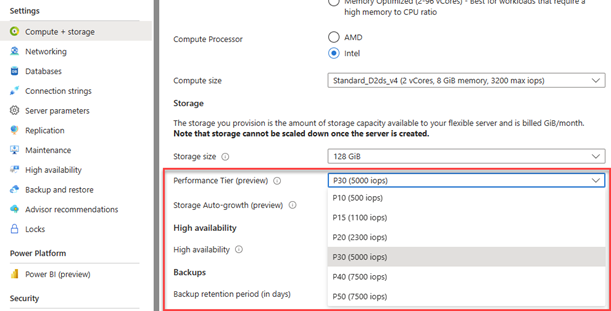 Settings
Compute + storage
Networking
Databases
Connection strings
Server parameters
Replication
Maintenance
High availability
Backup and restore
Advisor recommendations
Locks
Power Platform
Power BI (preview)
Security
Memory Optimized (2-96 vCores) - Best for workloads that require a
high memory to CPU ratio
Compute Processor
AMD
Intel
Compute size
Standard_D2ds_v4 (2 vCores, 8 GiB memory, 3200 max iops)
Storage
The storage you provision is the amount of storage capacity available to your flexible server and is billed GiB/month.
Note that storage cannot be scaled down once the server is created.
Storage size
128 GiB
Performance Tier (preview)
P30 (5000 iops)
Storage Auto-growth (preview)
P10 (500 iops)
P15 (1100 iops)
P20 (2300 iops)
P30 (5000 iops)
P40 (7500 iops)
P50 (7500 iops)
High availability
High availability
Backups
Backup retention period (in days)